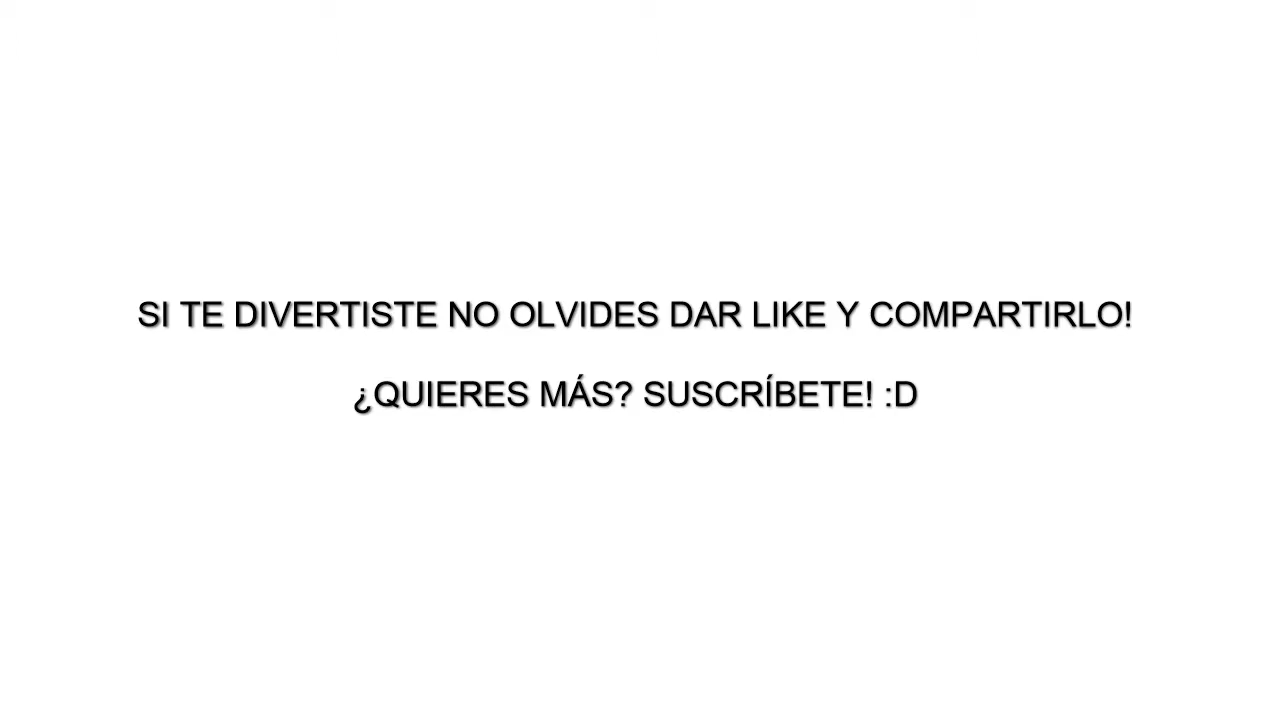 SI TE DIVERTISTE NO OLVIDES DAR LIKE Y COMPARTIRLO!
¿QUIERES MÁS? SUSCRÍBETE! :D